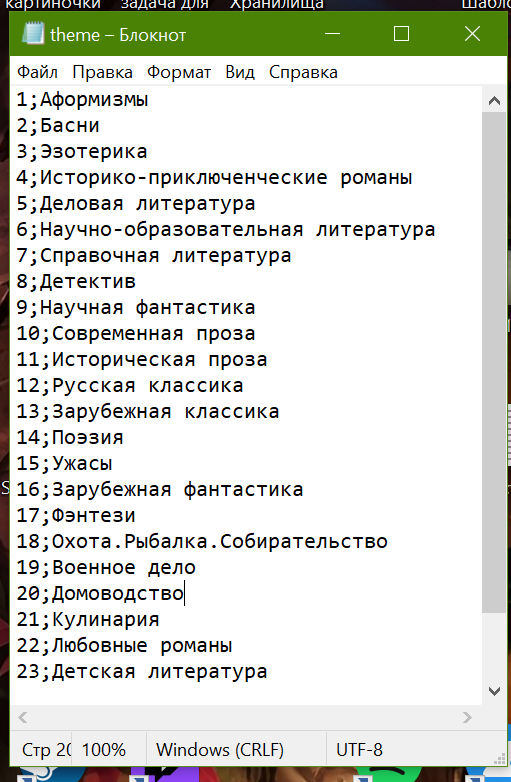 картиночки задача для Хранилища
theme – Блокнот
Файл Правка Формат Вид Справка
1;Аформизмы
2;Басни
3;Эзотерика
4;Историко-приключенческие романы
5;Деловая литература
6;Научно-образовательная литература
7;Справочная литература
8;Детектив
9;Научная фантастика
10;Современная проза
11;Историческая проза
12;Русская классика
13;Зарубежная классика
14;Поэзия
15;Ужасы
16;Зарубежная фантастика
17;Фэнтези
18;Охота.Рыбалка.Собирательство
19;Военное дело
20;Домоводство
21;Кулинария
22;Любовные романы
23;Детская литература
Стр 20 100% Windows (CRLF) UTF-8